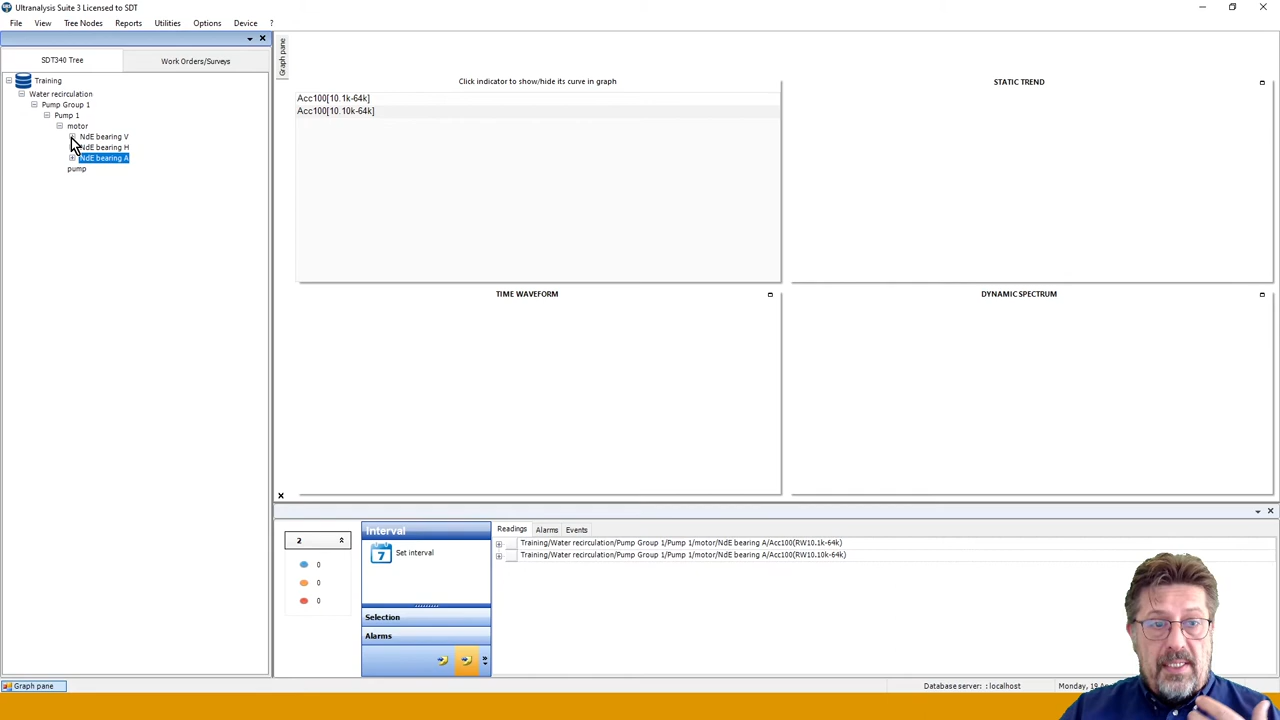 Ultranalysis Suite 3 Licensed to SDT
File View Tree Nodes Reports Utilities Options Device ?
SDT340 Tree
Work Orders/Surveys
Training
Water recirculation
Pump Group 1
Pump 1
motor
NdE bearing V
NdE bearing H
NdE bearing A
pump
Graph pane
Click indicator to show/hide its curve in graph
Acc100[10.1k-64k]
Acc100[10.10k-64k]
STATIC TREND
TIME WAVEFORM
DYNAMIC SPECTRUM
2
0
0
0
Interval
7
Set interval
Selection
Alarms
Readings Alarms Events
Training/Water recirculation/Pump Group 1/Pump 1/motor/NdE bearing A/Acc100(RW10.1k-64k)
Training/Water recirculation/Pump Group 1/Pump 1/motor/NdE bearing A/Acc100(RW10.10k-64k)
Graph pane
Database server: : localhost
Monday, 19